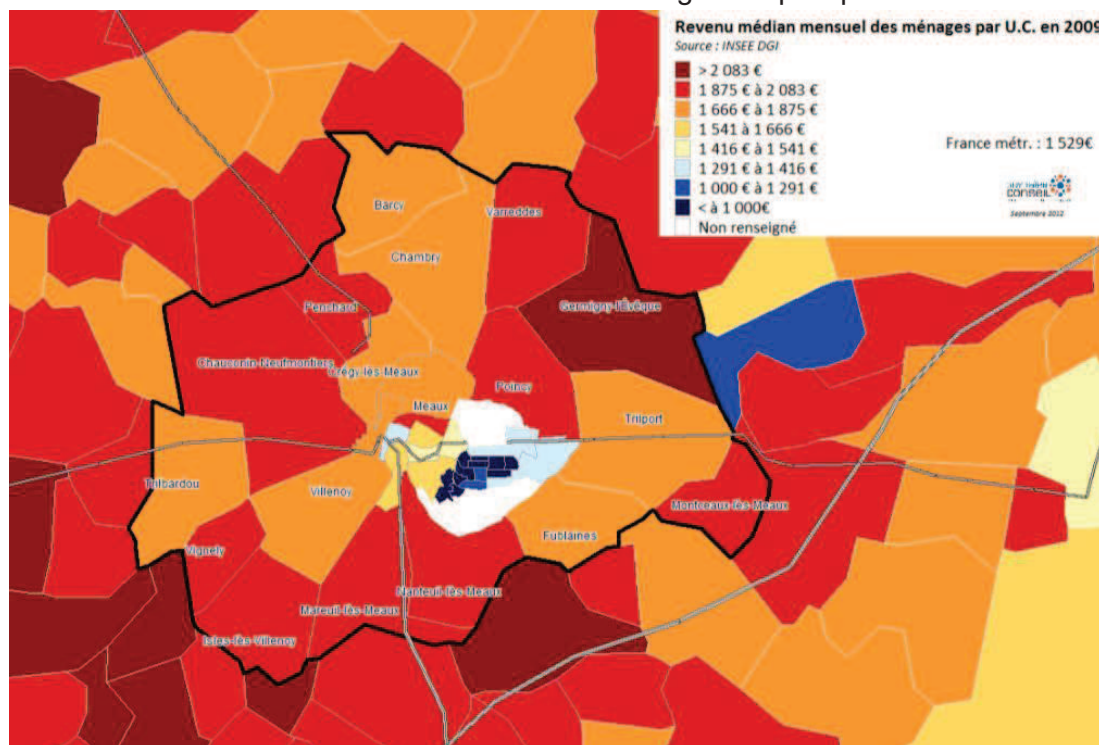 Revenu médian mensuel des ménages par U.C. en 2009
Source : INSEE DGI
> 2 083 €
1 875 € à 2 083 €
1 666 € à 1 875 €
1 541 à 1 666 €
1 416 € à 1 541 €
1 291 € à 1 416 €
1 000 € à 1 291 €
< à 1 000€
Non renseigné
France métr. : 1 529€
CONSEIL
Septembre 2012
Barcy
Varreddes
Chambry
Penchard
Germigny-l'Évêque
Chauconin-Neufmontiers
Crégy-lès-Meaux
Poincy
Meaux
Trilport
Trilbardou
Villenoy
Montceaux-lès-Meaux
Fublaines
Vignely
Nanteuil-lès-Meaux
Mareuil-lès-Meaux
Isles-lès-Villenoy